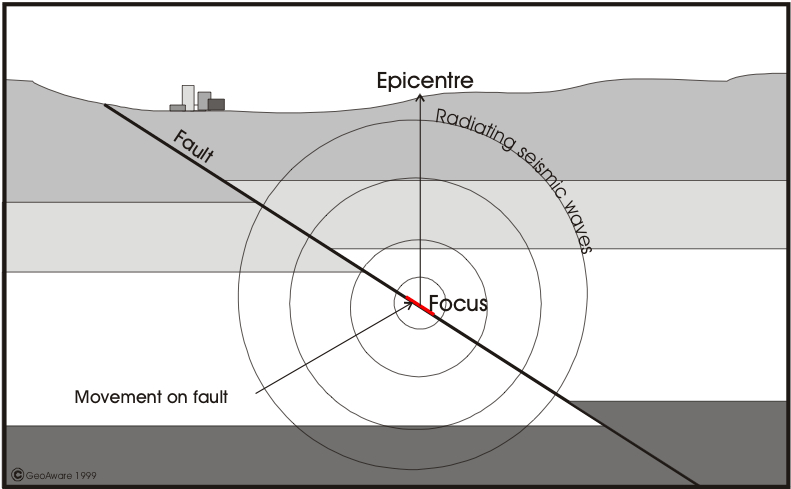 Epicentre
Radiating seismic waves
Fault
Focus
Movement on fault
© GeoAware 1999